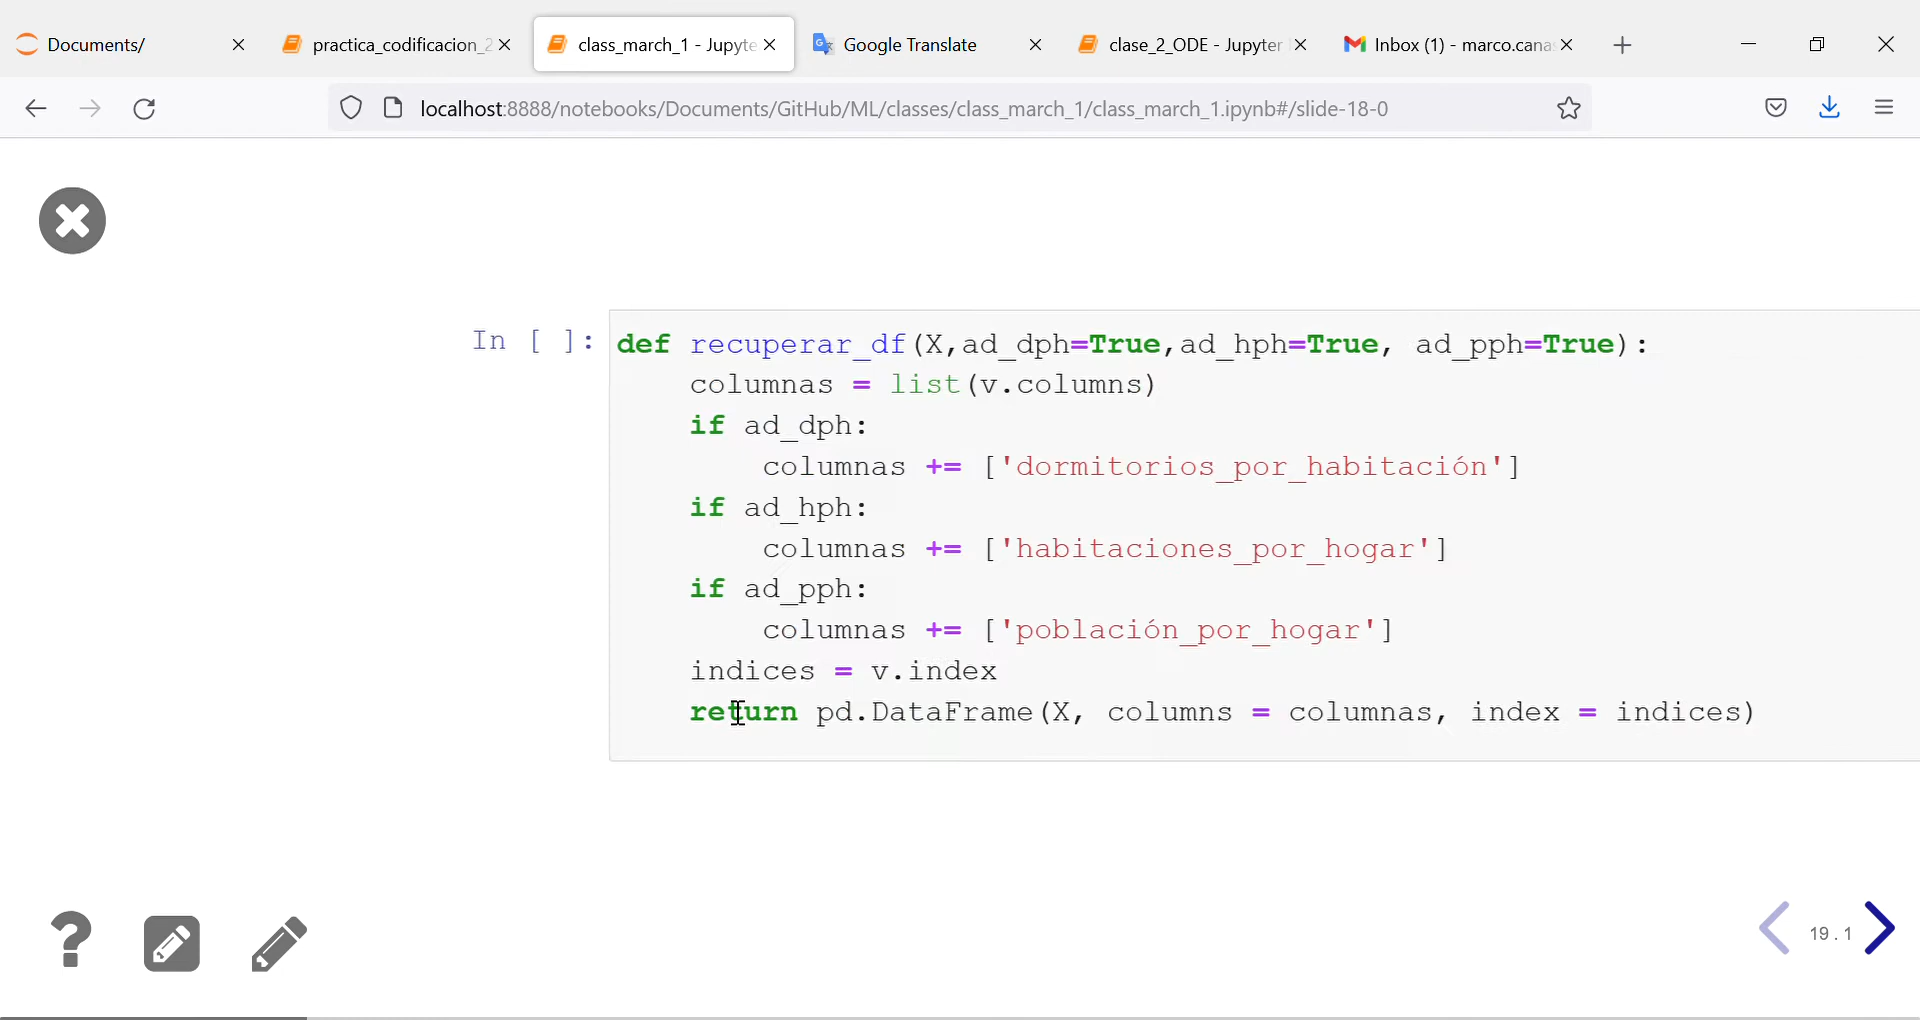 Documents/
practica_codificacion_2
class_march_1 - Jupyte
Google Translate
clase_2_ODE - Jupyter
Inbox (1) - marco.cana
localhost:8888/notebooks/Documents/GitHub/ML/classes/class_march_1/class_march_1.ipynb#/slide-18-0
In [ ]:
def recuperar_df(X,ad_dph=True,ad_hph=True, ad_pph=True):
columnas = list(v.columns)
if ad_dph:
columnas += ['dormitorios_por_habitación']
if ad_hph:
columnas += ['habitaciones_por_hogar']
if ad_pph:
columnas += ['población_por_hogar']
indices = v.index
return pd.DataFrame(X, columns = columnas, index = indices)
19.1